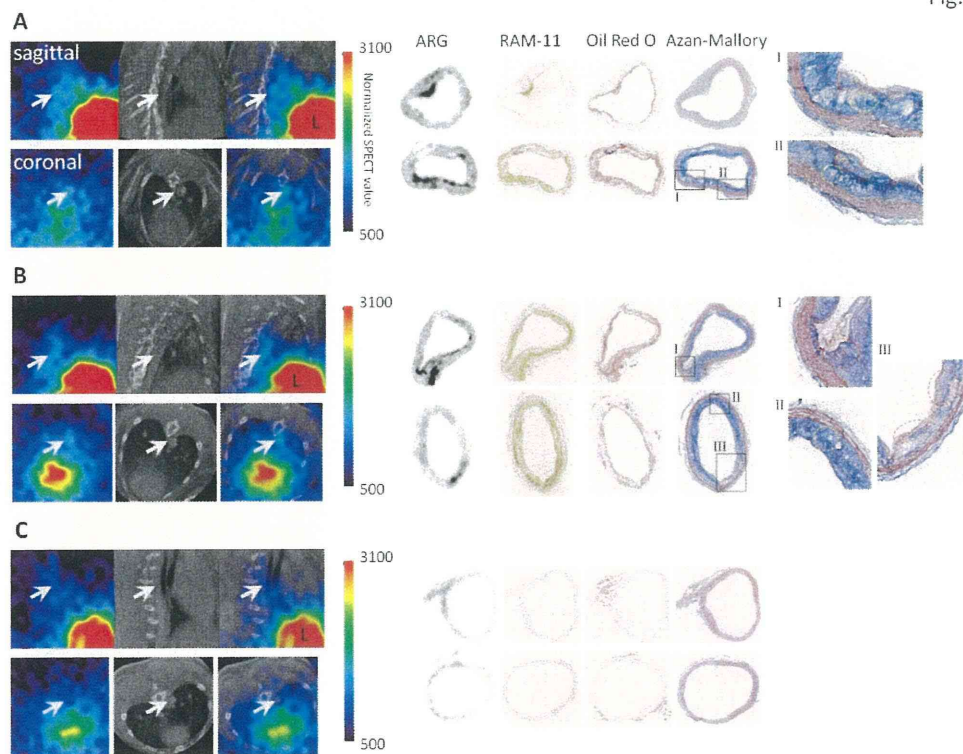 Fig.
A
sagittal
L
coronal
3100
Normalized SPECT value
500
ARG
RAM-11
Oil Red O
Azan-Mallory
I
II
I
II
B
L
3100
500
I
II
III
I
III
II
C
L
3100
500